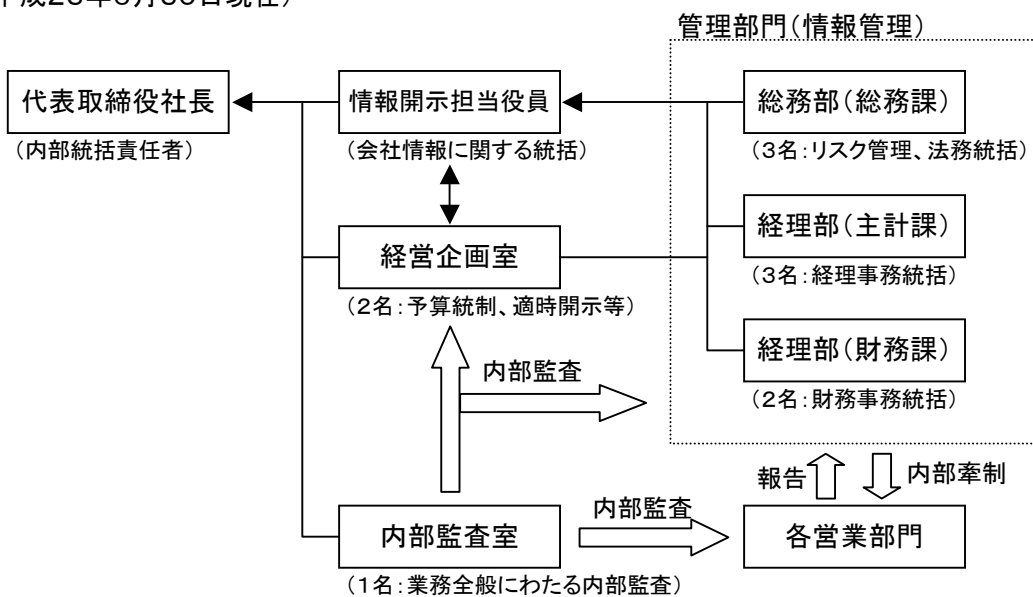 管理部門（情報管理）
代表取締役社長
（内部統括責任者）
情報開示担当役員
（会社情報に関する統括）
総務部（総務課）
（3名：リスク管理、法務統括）
経営企画室
（2名：予算統制、適時開示等）
経理部（主計課）
（3名：経理事務統括）
経理部（財務課）
（2名：財務事務統括）
内部監査
報告
内部牽制
内部監査室
（1名：業務全般にわたる内部監査）
内部監査
各営業部門